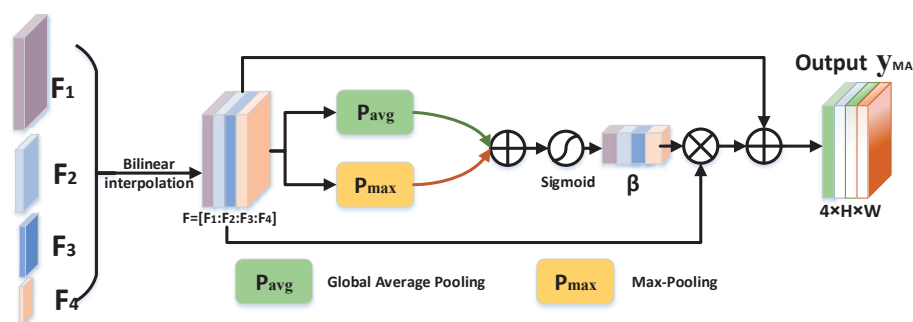 F1
F2
F3
F4
Bilinear
interpolation
F=[F1:F2:F3:F4]
Pavg
Pmax
Sigmoid
β
Output yMA
4×H×W
Pavg
Global Average Pooling
Pmax
Max-Pooling